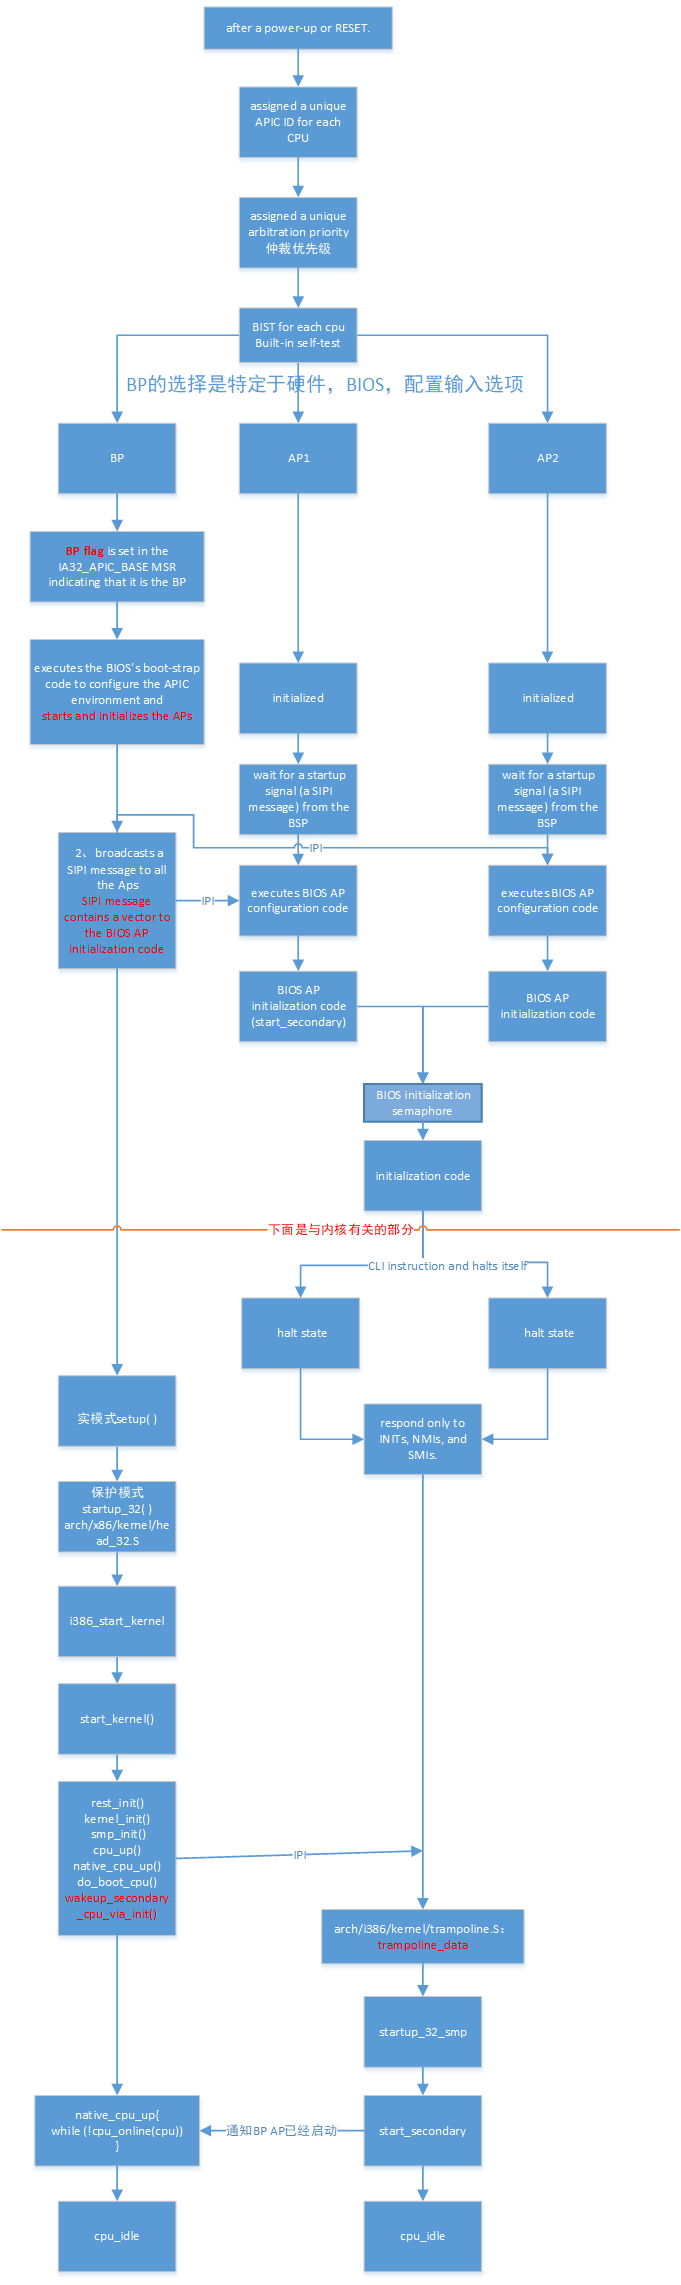 after a power-up or RESET.
assigned a unique
APIC ID for each
CPU
assigned a unique
arbitration priority
仲裁优先级
BIST for each cpu
Built-in self-test
BP的选择是特定于硬件，BIOS，配置输入选项
BP
AP1
AP2
BP flag is set in the
IA32_APIC_BASE MSR
indicating that it is the BP
executes the BIOS's boot-strap
code to configure the APIC
environment and
starts and initializes the APs
initialized
initialized
wait for a startup
signal (a SIPI
message) from the
BSP
wait for a startup
signal (a SIPI
message) from the
BSP
IPI
2、broadcasts a
SIPI message to all
the Aps
SIPI message
contains a vector to
the BIOS AP
initialization code
IPI
executes BIOS AP
configuration code
executes BIOS AP
configuration code
BIOS AP
initialization code
(start_secondary)
BIOS AP
initialization code
BIOS initialization
semaphore
initialization code
下面是与内核有关的部分
CLI instruction and halts itself
halt state
halt state
实模式setup( )
respond only to
INITs, NMIs, and
SMIs.
保护模式
startup_32( )
arch/x86/kernel/he
ad_32.S
i386_start_kernel
start_kernel()
rest_init()
kernel_init()
smp_init()
cpu_up()
native_cpu_up()
do_boot_cpu()
wakeup_secondary
_cpu_via_init()
IPI
arch/i386/kernel/trampoline.S：
trampoline_data
startup_32_smp
native_cpu_up{
while (!cpu_online(cpu))
}
通知BP AP已经启动
start_secondary
cpu_idle
cpu_idle